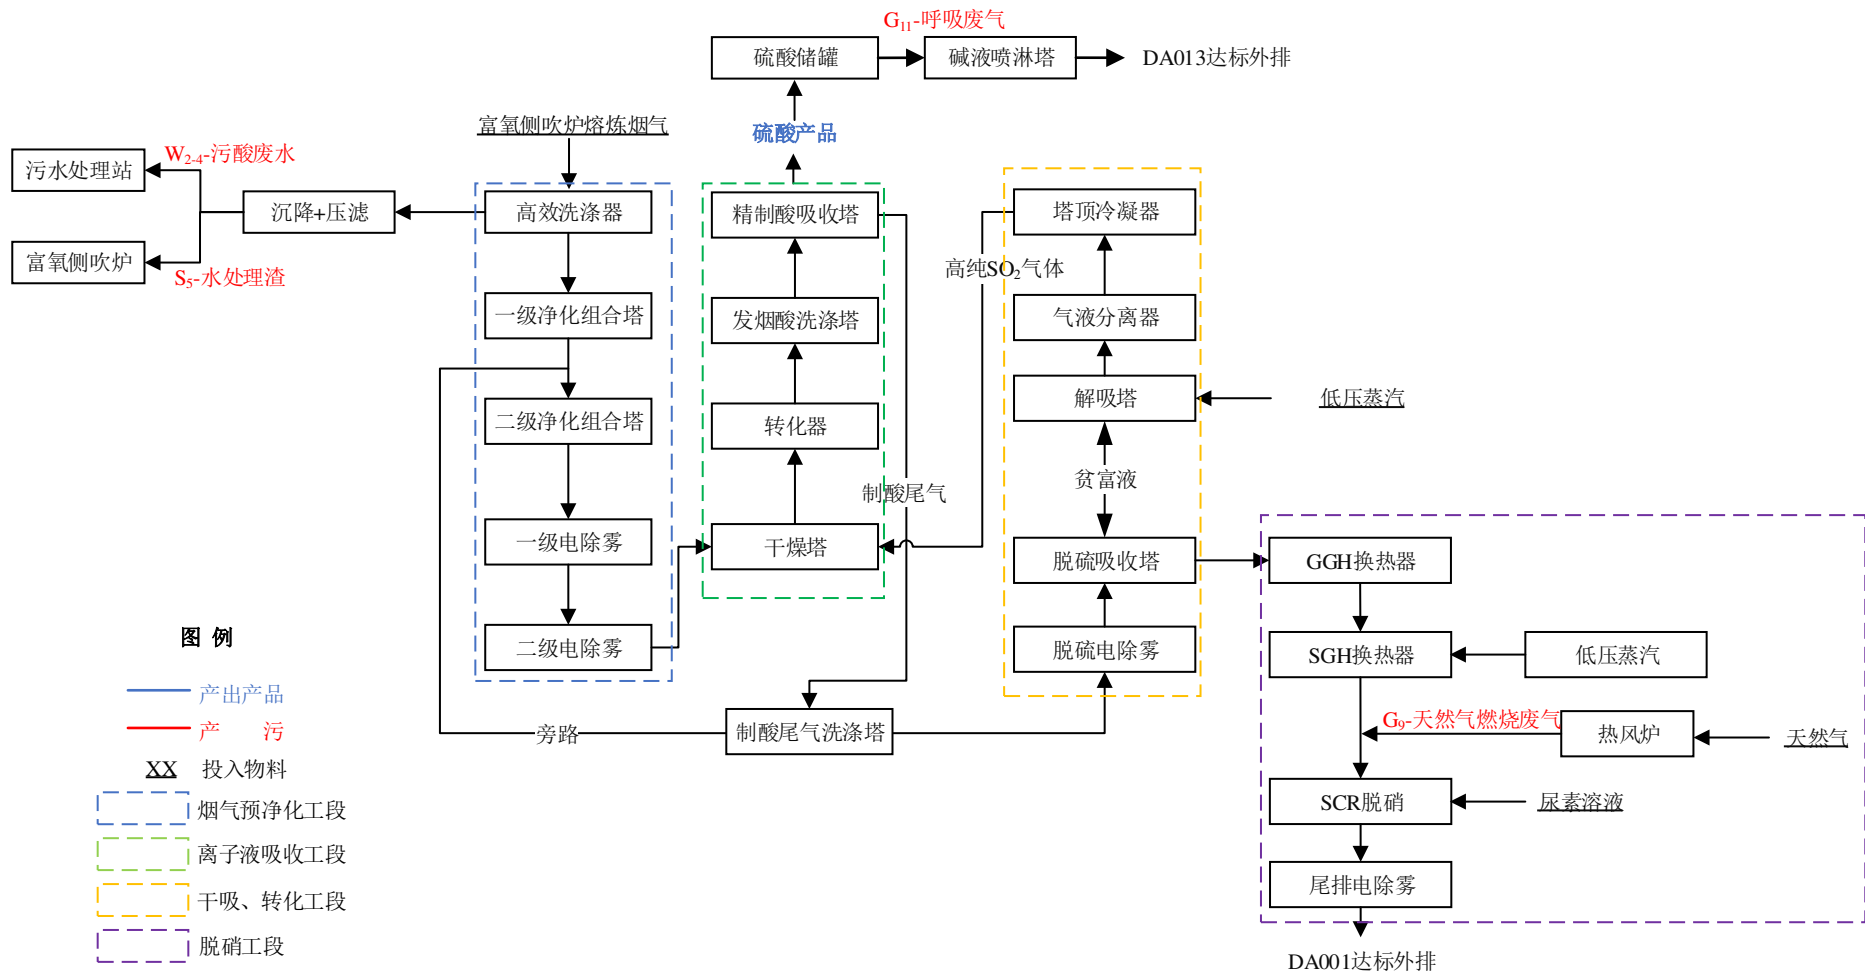 G₁₁-呼吸废气
硫酸储罐
碱液喷淋塔
DA013达标外排
富氧侧吹炉熔炼烟气
硫酸产品
污水处理站
W₂₋₄-污酸废水
沉降+压滤
富氧侧吹炉
S₅-水处理渣
高效洗涤器
一级净化组合塔
二级净化组合塔
一级电除雾
二级电除雾
精制酸吸收塔
发烟酸洗涤塔
转化器
干燥塔
制酸尾气
高纯SO₂气体
塔顶冷凝器
气液分离器
解吸塔
低压蒸汽
贫富液
脱硫吸收塔
脱硫电除雾
旁路
制酸尾气洗涤塔
GGH换热器
SGH换热器
低压蒸汽
G₉-天然气燃烧废气
热风炉
天然气
SCR脱硝
尿素溶液
尾排电除雾
DA001达标外排
图 例
产出产品
产 污
XX 投入物料
烟气预净化工段
离子液吸收工段
干吸、转化工段
脱硝工段